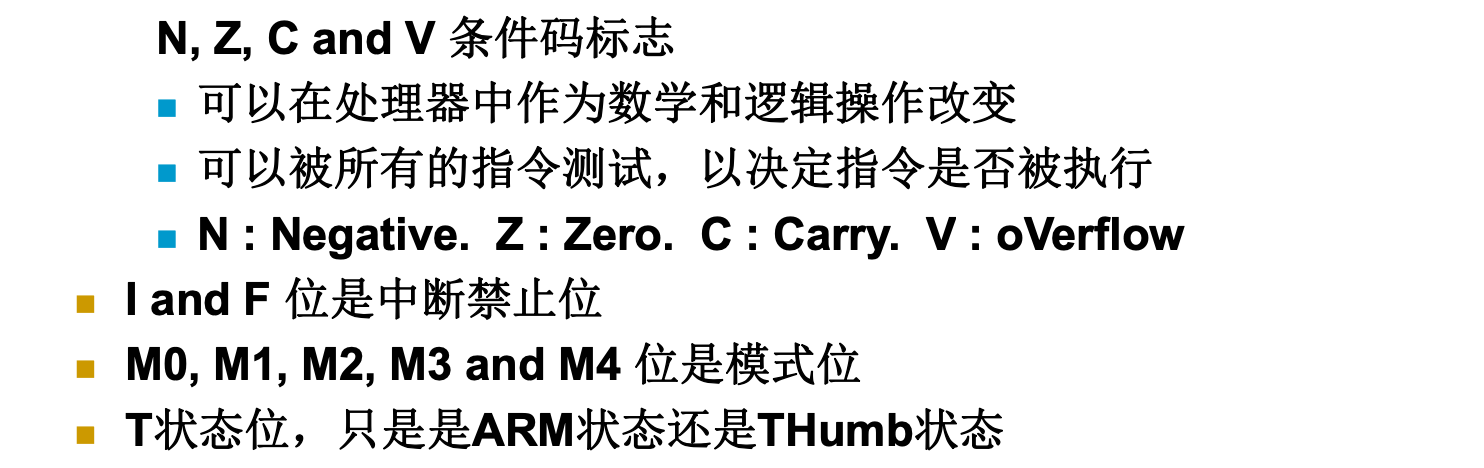 N, Z, C and V 条件码标志
可以在处理器中作为数学和逻辑操作改变
可以被所有的指令测试，以决定指令是否被执行
N : Negative. Z : Zero. C : Carry. V : oVerflow
I and F 位是中断禁止位
M0, M1, M2, M3 and M4 位是模式位
T状态位，只是是ARM状态还是THumb状态